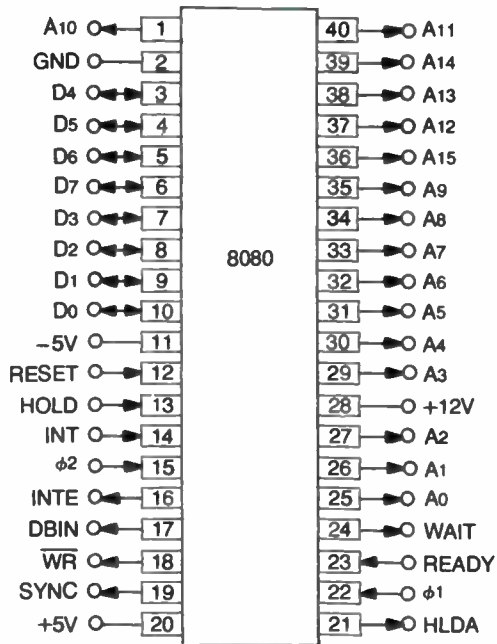 A10 1 40 A11
GND 2 39 A14
D4 3 38 A13
D5 4 37 A12
D6 5 36 A15
D7 6 35 A9
D3 7 34 A8
D2 8 33 A7
8080
D1 9 32 A6
D0 10 31 A5
-5V 11 30 A4
RESET 12 29 A3
HOLD 13 28 +12V
INT 14 27 A2
ϕ2 15 26 A1
INTE 16 25 A0
DBIN 17 24 WAIT
W̅R̅ 18 23 READY
SYNC 19 22 ϕ1
+5V 20 21 HLDA